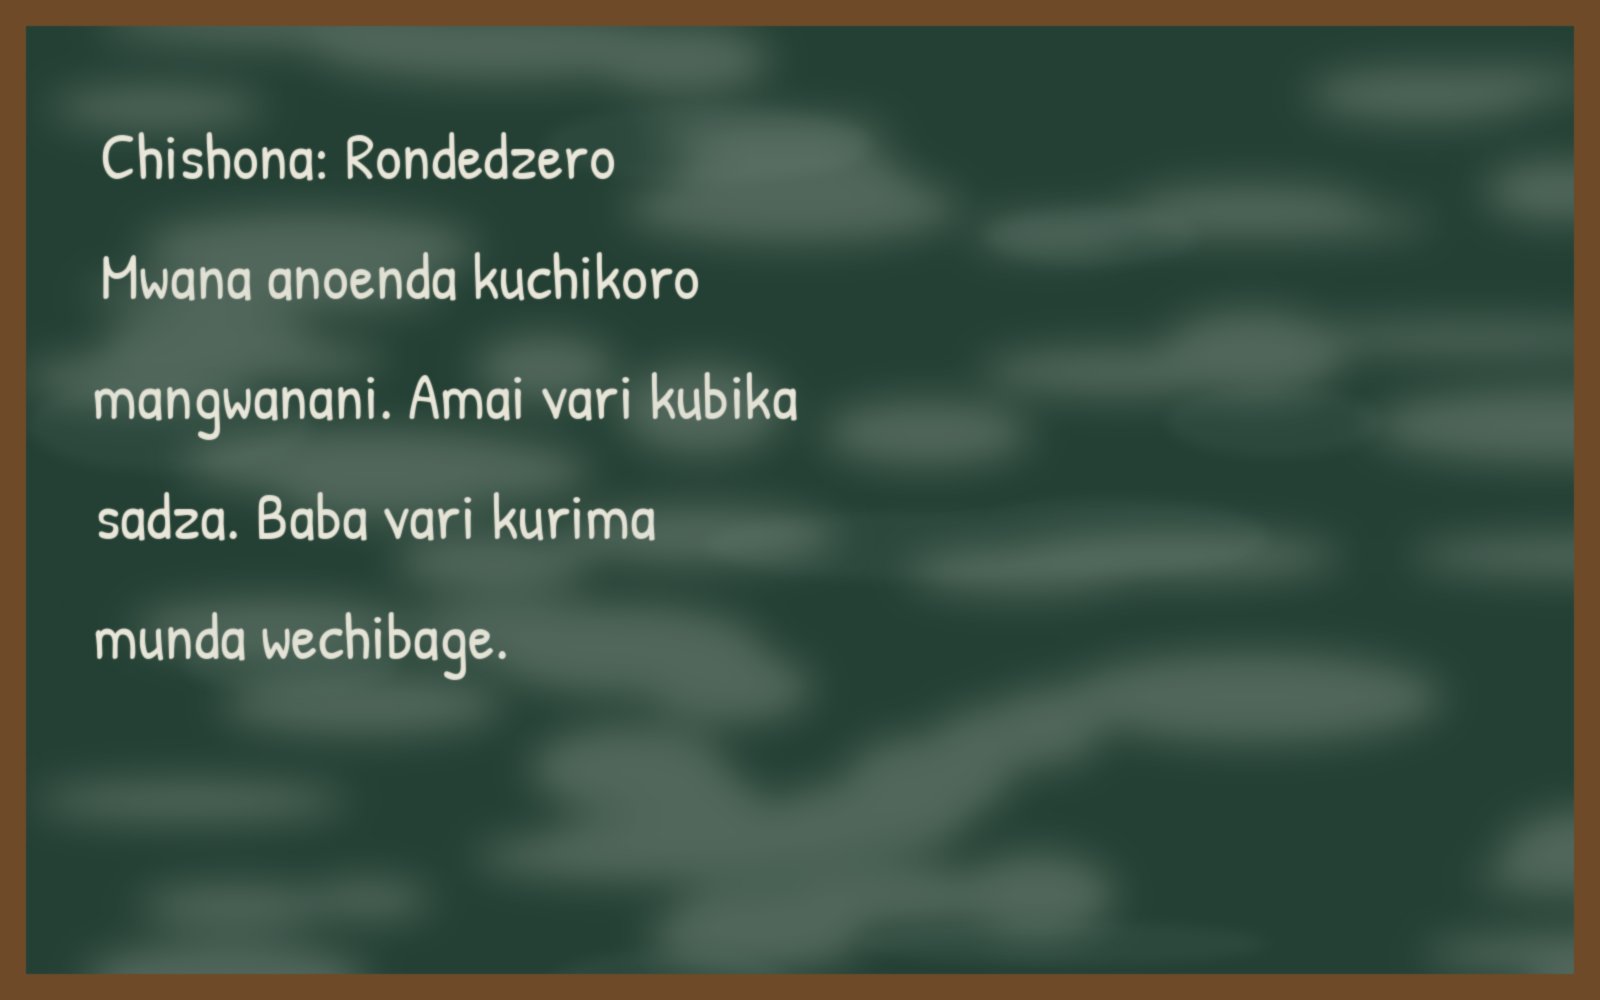 Chishona: Rondedzero
Mwana anoenda kuchikoro
mangwanani. Amai vari kubika
sadza. Baba vari kurima
munda wechibage.